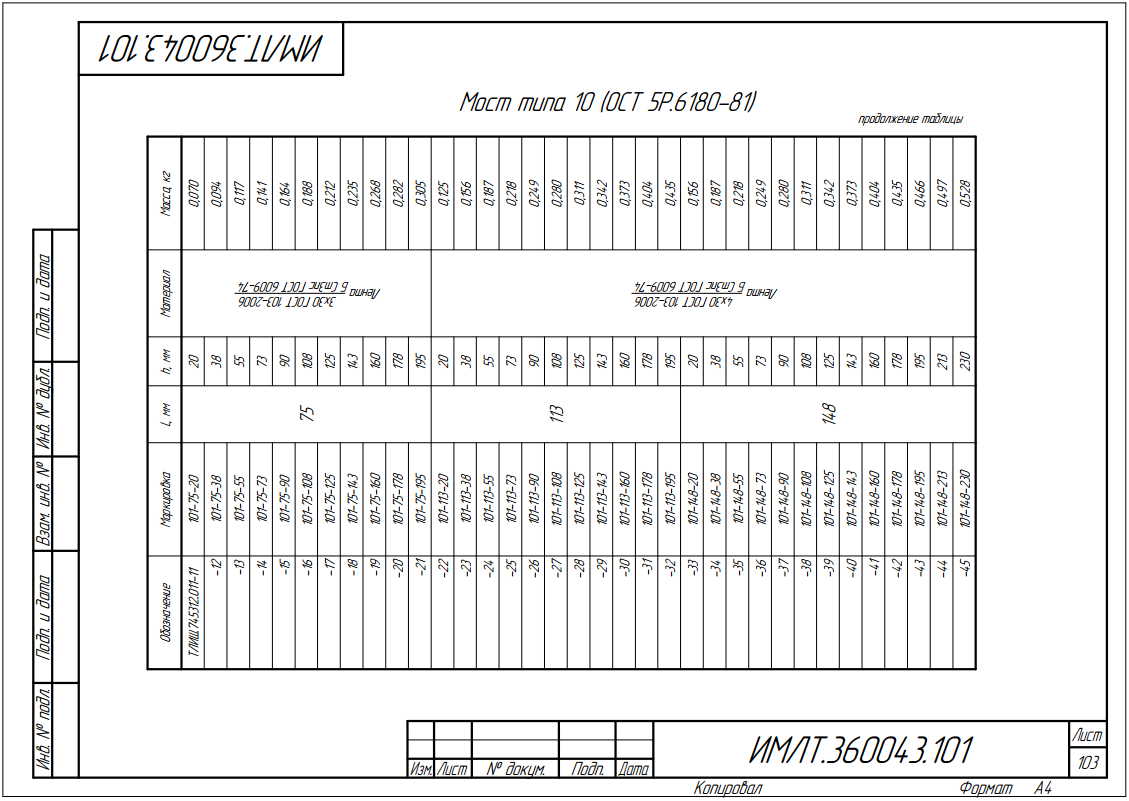 ИМЛТ.360043.101
Мост типа 10 (ОСТ 5Р.6180-81)
продолжение таблицы
Обозначение Маркировка L, мм h, мм Материал Масса, кг
ТЛИЩ.745312.011-11 101-75-20 75 20 Лента 3х30 ГОСТ 103-2006 / Б Ст3пс ГОСТ 6009-74 0,070
-12 101-75-38 38 0,094
-13 101-75-55 55 0,117
-14 101-75-73 73 0,141
-15 101-75-90 90 0,164
-16 101-75-108 108 0,188
-17 101-75-125 125 0,212
-18 101-75-143 143 0,235
-19 101-75-160 160 0,268
-20 101-75-178 178 0,282
-21 101-75-195 195 0,305
-22 101-113-20 113 20 Лента 4х30 ГОСТ 103-2006 / Б Ст3пс ГОСТ 6009-74 0,125
-23 101-113-38 38 0,156
-24 101-113-55 55 0,187
-25 101-113-73 73 0,218
-26 101-113-90 90 0,249
-27 101-113-108 108 0,280
-28 101-113-125 125 0,311
-29 101-113-143 143 0,342
-30 101-113-160 160 0,373
-31 101-113-178 178 0,404
-32 101-113-195 195 0,435
-33 101-148-20 148 20 0,156
-34 101-148-38 38 0,187
-35 101-148-55 55 0,218
-36 101-148-73 73 0,249
-37 101-148-90 90 0,280
-38 101-148-108 108 0,311
-39 101-148-125 125 0,342
-40 101-148-143 143 0,373
-41 101-148-160 160 0,404
-42 101-148-178 178 0,435
-43 101-148-195 195 0,466
-44 101-148-213 213 0,497
-45 101-148-230 230 0,528
Подп. и дата
Инв. № дубл.
Взам. инв. №
Подп. и дата
Инв. № подл.
Изм. Лист № докум. Подп. Дата
ИМЛТ.360043.101
Лист
103
Копировал Формат А4